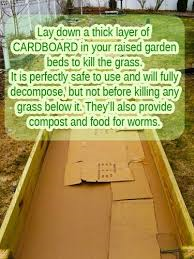 Lay down a thick layer of
CARDBOARD in your raised garden
beds to kill the grass.
It is perfectly safe to use and will fully
decompose, but not before killing any
grass below it. They'll also provide
compost and food for worms.